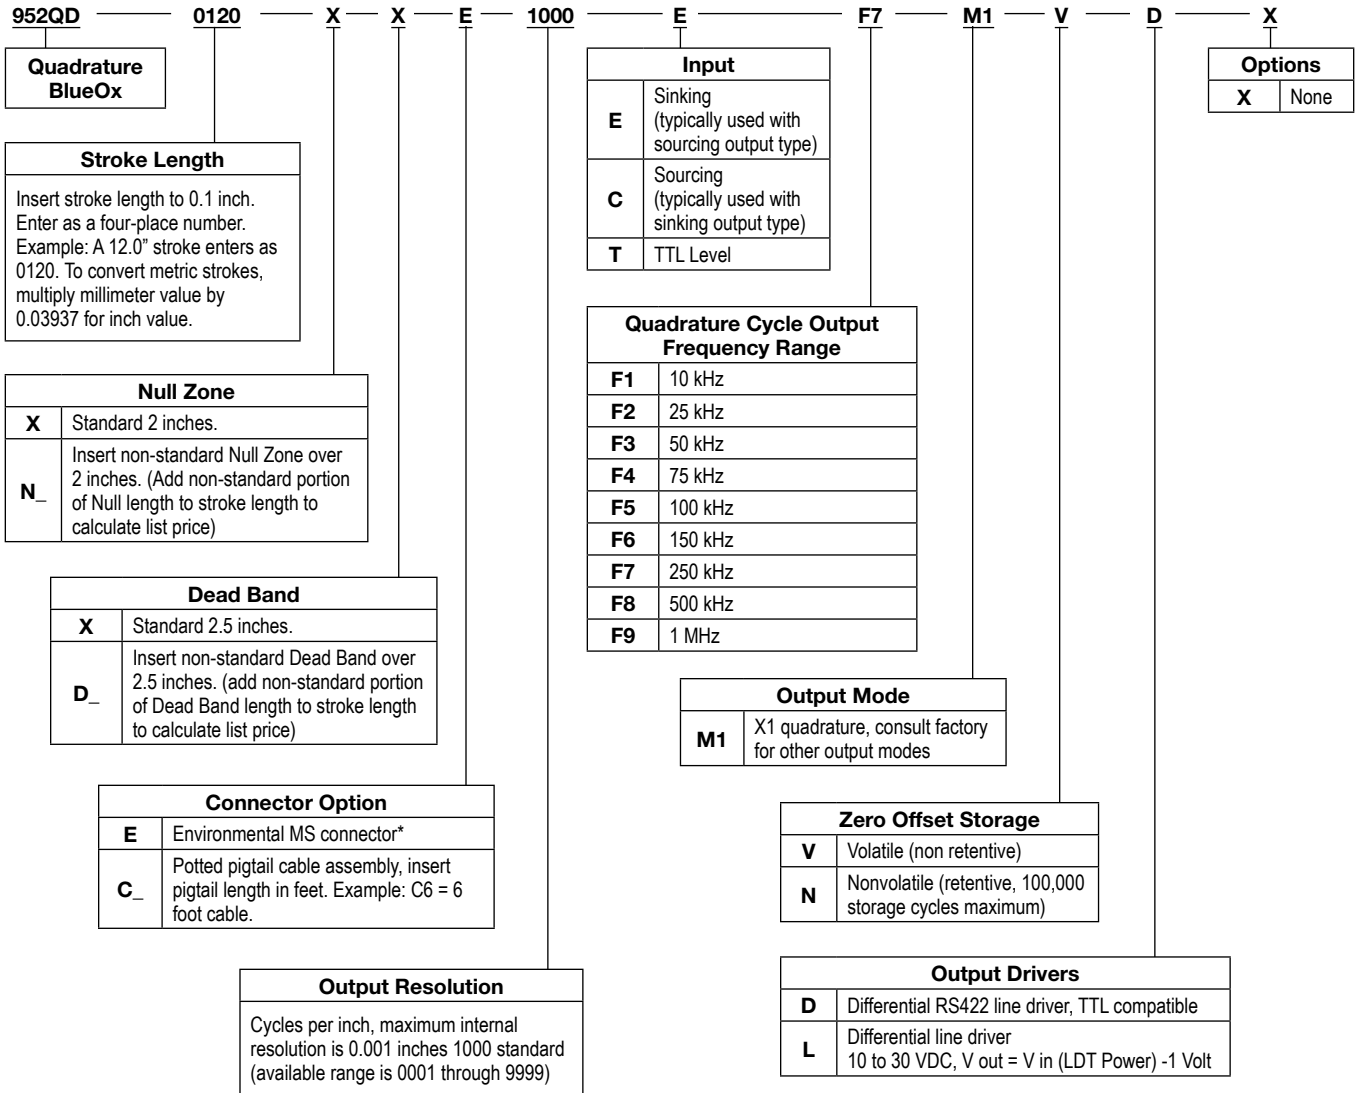 952QD 0120 X X E 1000 E F7 M1 V D X
Quadrature
BlueOx
Stroke Length
Insert stroke length to 0.1 inch.
Enter as a four-place number.
Example: A 12.0” stroke enters as
0120. To convert metric strokes,
multiply millimeter value by
0.03937 for inch value.
Null Zone
X Standard 2 inches.
N_ Insert non-standard Null Zone over
2 inches. (Add non-standard portion
of Null length to stroke length to
calculate list price)
Dead Band
X Standard 2.5 inches.
D_ Insert non-standard Dead Band over
2.5 inches. (add non-standard portion
of Dead Band length to stroke length
to calculate list price)
Connector Option
E Environmental MS connector*
C_ Potted pigtail cable assembly, insert
pigtail length in feet. Example: C6 = 6
foot cable.
Output Resolution
Cycles per inch, maximum internal
resolution is 0.001 inches 1000 standard
(available range is 0001 through 9999)
Input
E Sinking
(typically used with
sourcing output type)
C Sourcing
(typically used with
sinking output type)
T TTL Level
Quadrature Cycle Output
Frequency Range
F1 10 kHz
F2 25 kHz
F3 50 kHz
F4 75 kHz
F5 100 kHz
F6 150 kHz
F7 250 kHz
F8 500 kHz
F9 1 MHz
Output Mode
M1 X1 quadrature, consult factory
for other output modes
Zero Offset Storage
V Volatile (non retentive)
N Nonvolatile (retentive, 100,000
storage cycles maximum)
Output Drivers
D Differential RS422 line driver, TTL compatible
L Differential line driver
10 to 30 VDC, V out = V in (LDT Power) -1 Volt
Options
X None